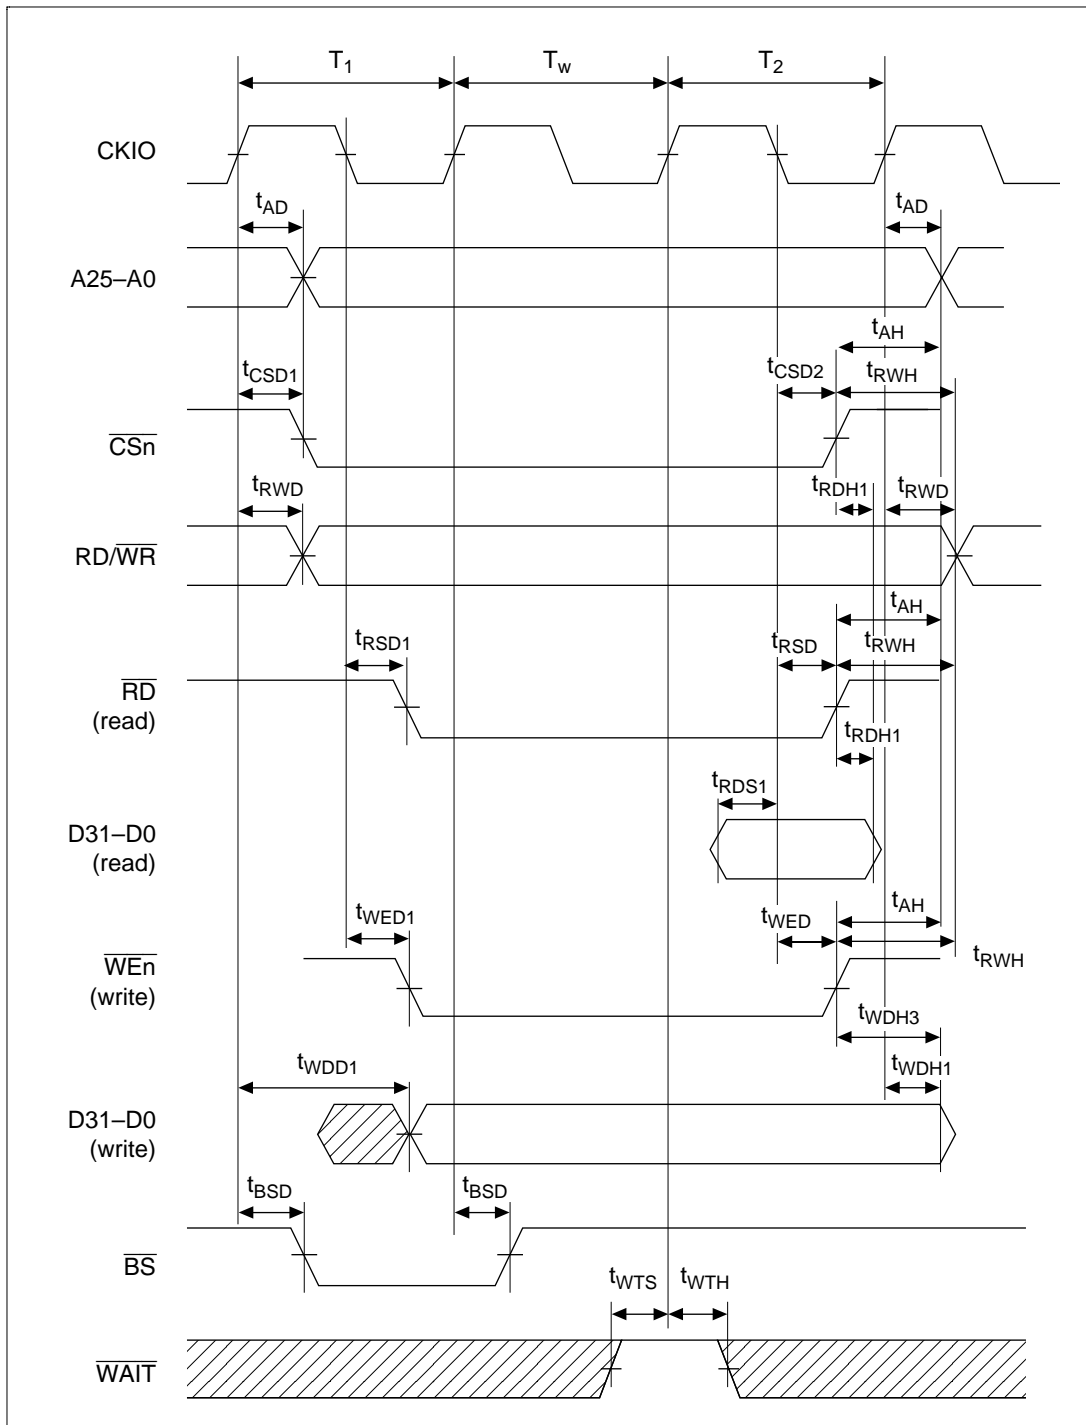 T1 Tw T2
CKIO
tAD tAD
A25–A0
tAH
tCSD1 tCSD2 tRWH
CSn
tRWD tRDH1 tRWD
RD/WR
tAH
tRSD1 tRSD tRWH
RD
(read)
tRDH1
tRDS1
D31–D0
(read)
tAH
tWED1 tWED
tRWH
WEn
(write)
tWDH3
tWDD1 tWDH1
D31–D0
(write)
tBSD tBSD
BS
tWTS tWTH
WAIT